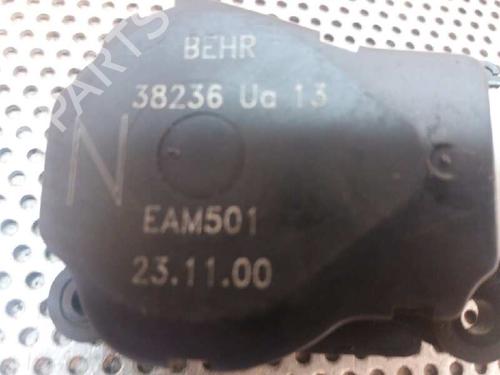 BEHR
38236 Ua 13
N
EAM501
23.11.00
PARTS